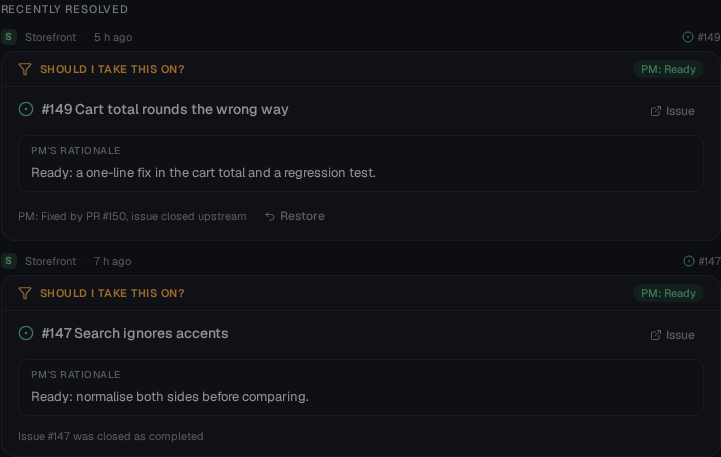 RECENTLY RESOLVED
S Storefront · 5 h ago #149
SHOULD I TAKE THIS ON? PM: Ready
#149 Cart total rounds the wrong way Issue
PM'S RATIONALE
Ready: a one-line fix in the cart total and a regression test.
PM: Fixed by PR #150, issue closed upstream Restore
S Storefront · 7 h ago #147
SHOULD I TAKE THIS ON? PM: Ready
#147 Search ignores accents Issue
PM'S RATIONALE
Ready: normalise both sides before comparing.
Issue #147 was closed as completed